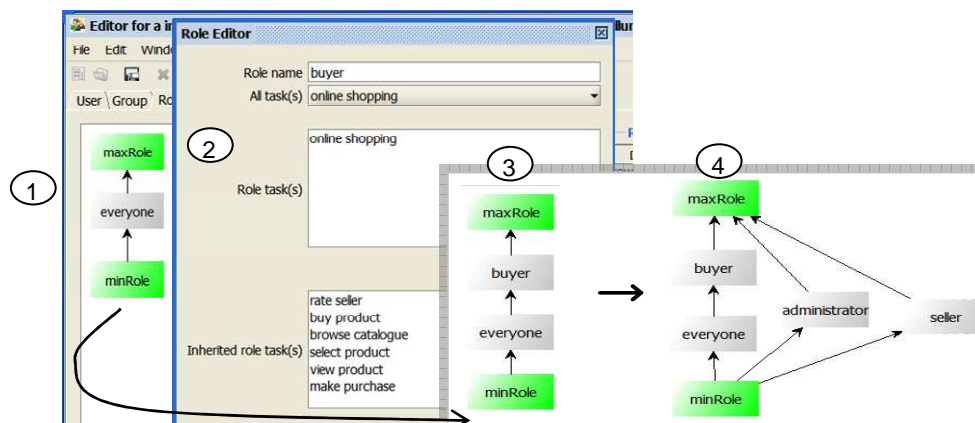 Editor for a i
File Edit Windo
User Group Ro
1
maxRole
everyone
minRole
Role Editor
Role name buyer
All task(s) online shopping
2
Role task(s) online shopping
Inherited role task(s)
rate seller
buy product
browse catalogue
select product
view product
make purchase
3
maxRole
buyer
everyone
minRole
4
maxRole
buyer
everyone
minRole
administrator
seller